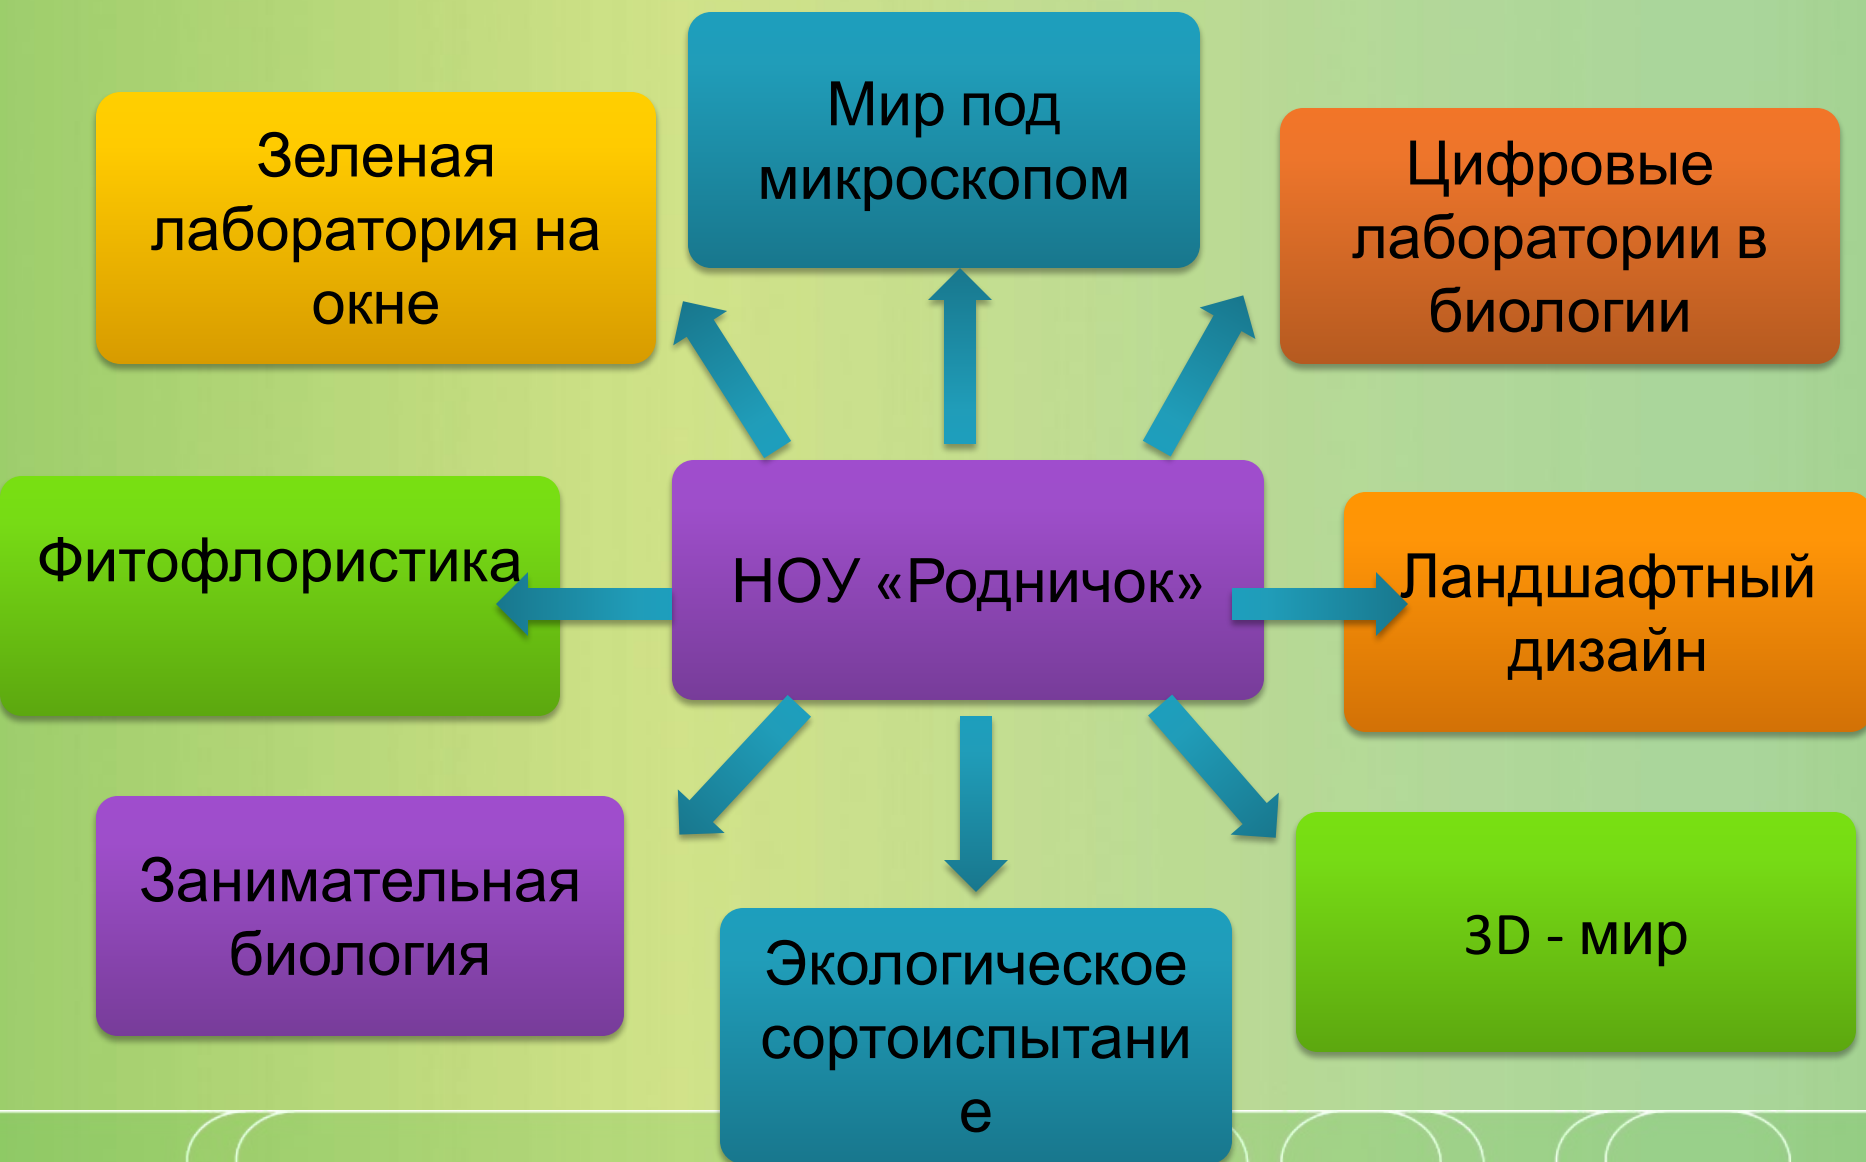 Мир под
микроскопом
Зеленая
лаборатория на
окне
Цифровые
лаборатории в
биологии
Фитофлористика
НОУ «Родничок»
Ландшафтный
дизайн
Занимательная
биология
Экологическое
сортоиспытани
е
3D - мир